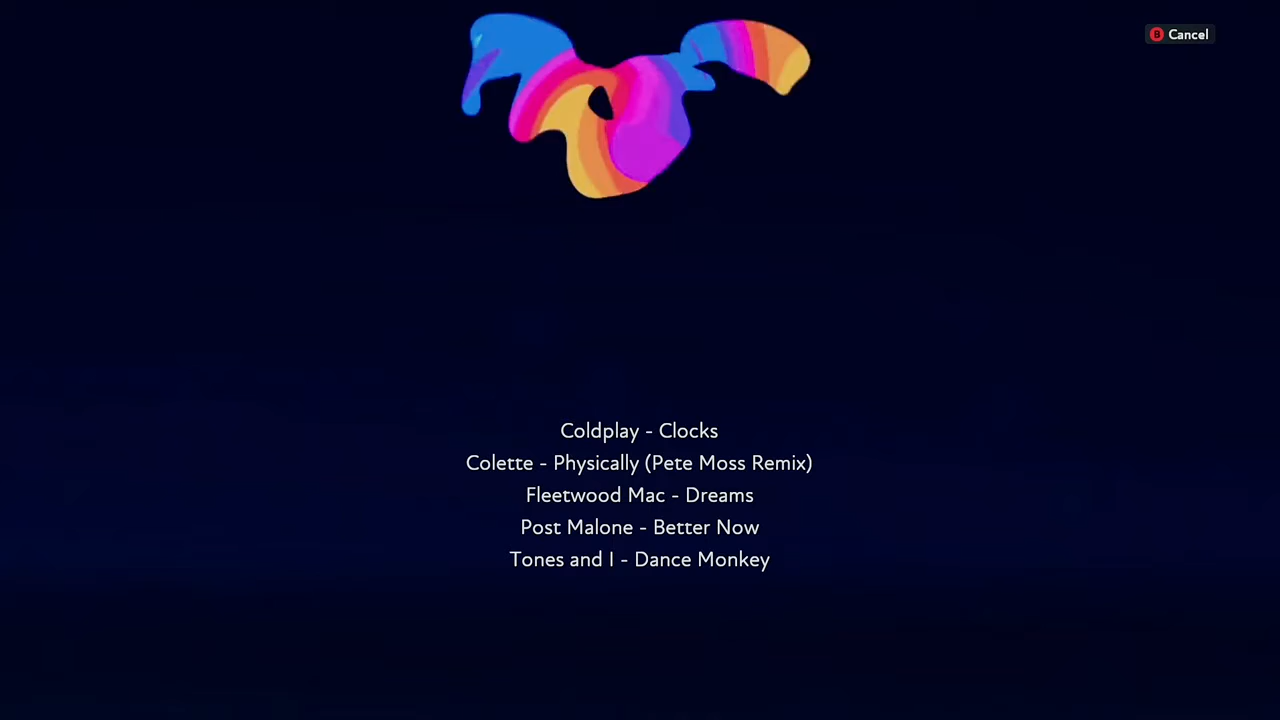 B Cancel
Coldplay - Clocks
Colette - Physically (Pete Moss Remix)
Fleetwood Mac - Dreams
Post Malone - Better Now
Tones and I - Dance Monkey